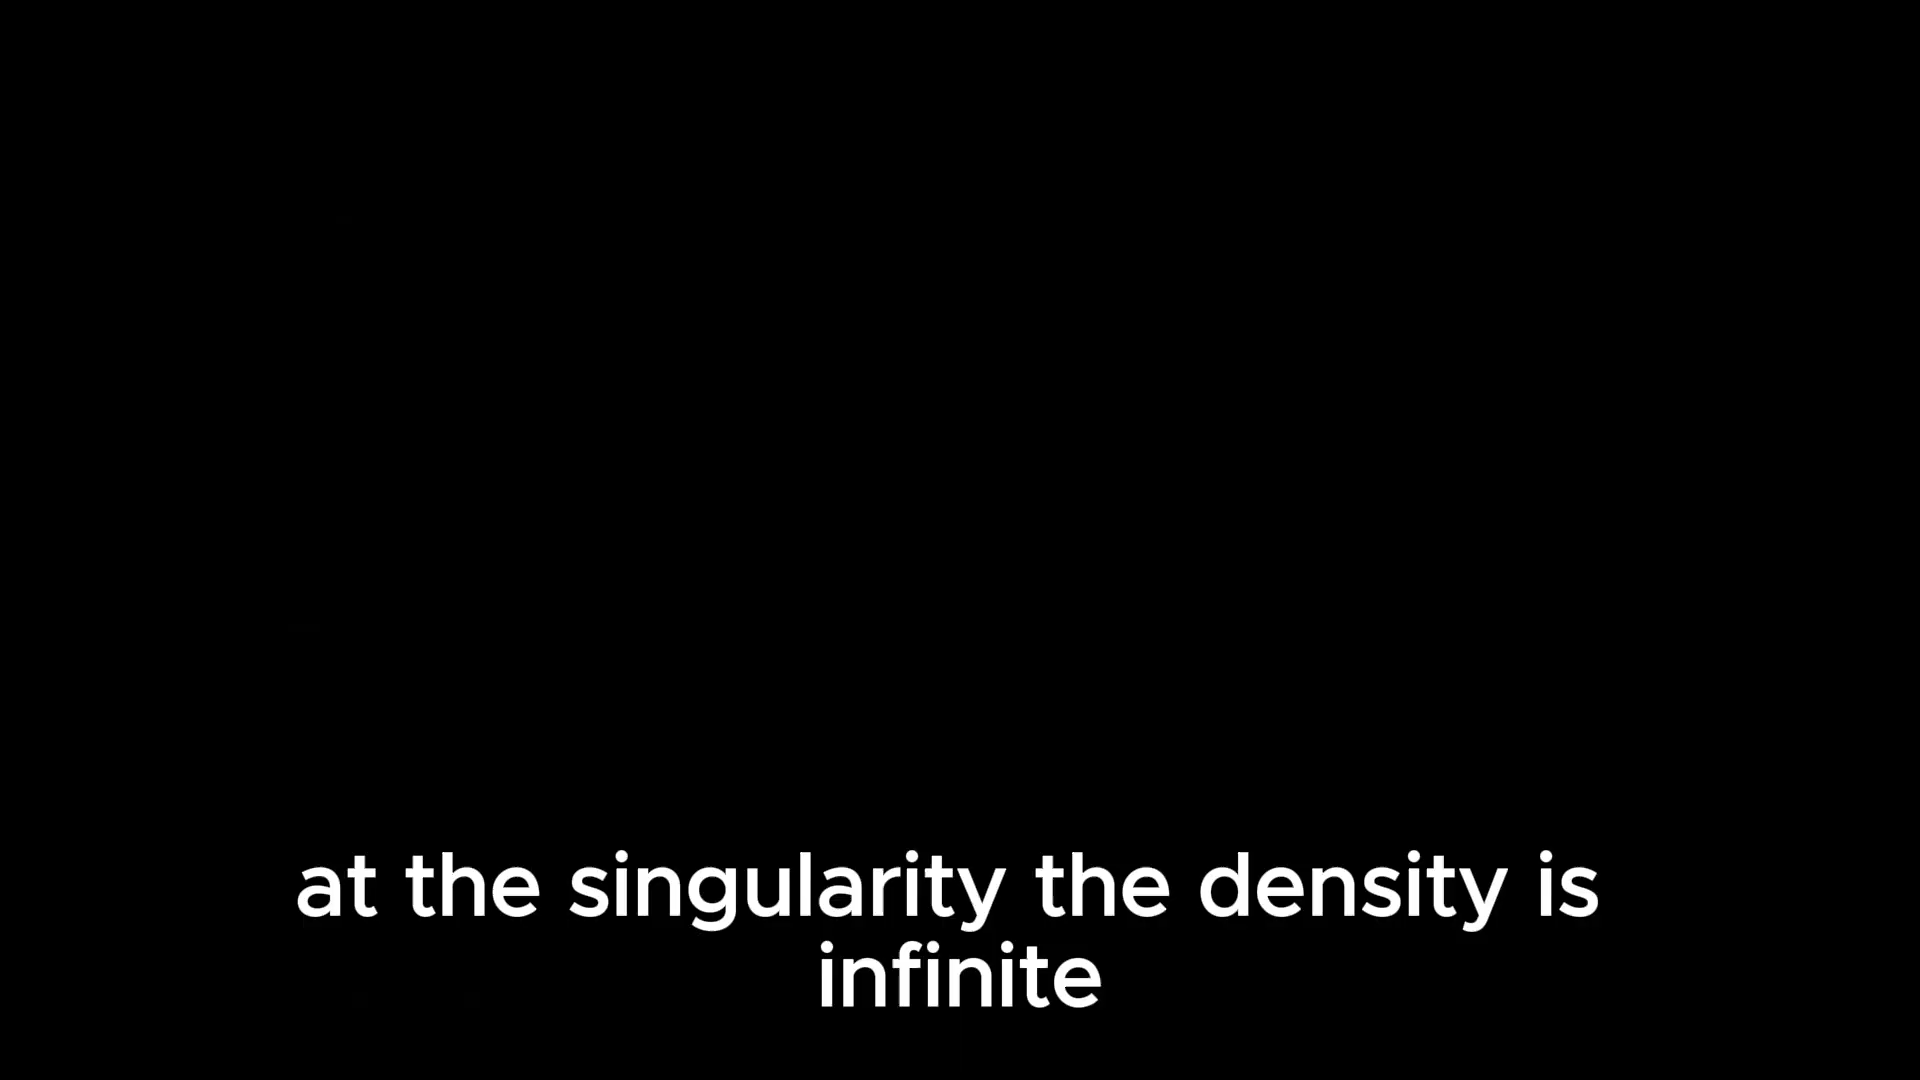 at the singularity the density is
infinite